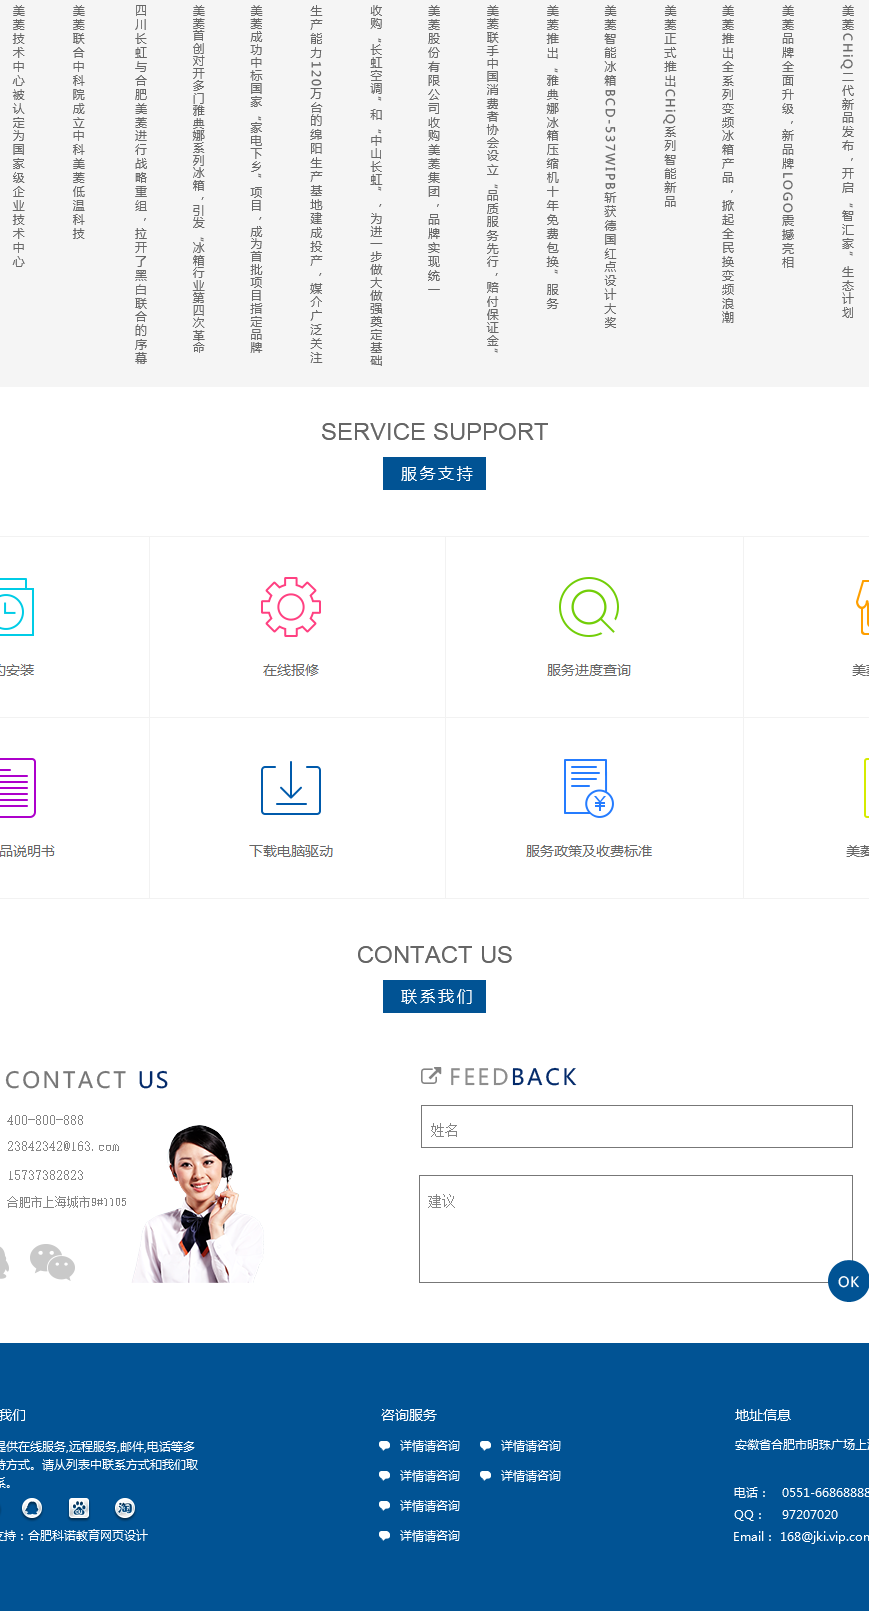 美菱技术中心被认定为国家级企业技术中心
美菱联合中科院成立中科美菱低温科技
四川长虹与合肥美菱进行战略重组，拉开了黑白联合的序幕
美菱首创对开多门雅典娜系列冰箱，引发“冰箱行业第四次革命
美菱成功中标国家“家电下乡”项目，成为首批项目指定品牌
生产能力120万台的绵阳生产基地建成投产，媒介广泛关注
收购“长虹空调”和“中山长虹”，为进一步做大做强奠定基础
美菱股份有限公司收购美菱集团，品牌实现统一
美菱联手中国消费者协会设立“品质服务先行，赔付保证金”
美菱推出“雅典娜冰箱压缩机十年免费包换”服务
美菱智能冰箱BCD-537WIPB斩获德国红点设计大奖
美菱正式推出CHiQ系列智能新品
美菱推出全系列变频冰箱产品，掀起全民换变频浪潮
美菱品牌全面升级，新品牌LOGO震撼亮相
美菱CHiQ二代新品发布，开启“智汇家”生态计划
SERVICE SUPPORT
服务支持
约安装
在线报修
服务进度查询
美菱
品说明书
下载电脑驱动
服务政策及收费标准
美菱
CONTACT US
联系我们
CONTACT US
400-800-888
23842342@163.com
15737382823
合肥市上海城市9#1105
FEEDBACK
姓名
建议
OK
我们
提供在线服务,远程服务,邮件,电话等多
持方式。请从列表中联系方式和我们取
系。
支持：合肥科诺教育网页设计
咨询服务
详情请咨询 详情请咨询
详情请咨询 详情请咨询
详情请咨询
详情请咨询
地址信息
安徽省合肥市明珠广场上
电话： 0551-66868888
QQ： 97207020
Email： 168@jki.vip.con